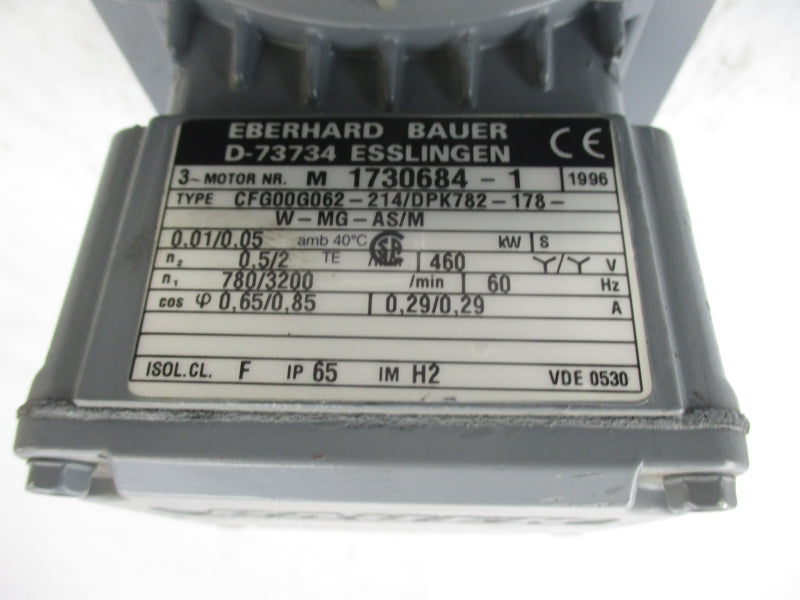 EBERHARD BAUER
D-73734 ESSLINGEN CE
3~ MOTOR NR. M 1730684-1 1996
TYPE CFG00G062-214/DPK782-178-
W-MG-AS/M
0,01/0,05 amb 40°C kW S
n₂ 0,5/2 TE /min 460 Y/Y V
n₁ 780/3200 /min 60 Hz
cos φ 0,65/0,85 0,29/0,29 A
ISOL.CL. F IP 65 IM H2 VDE 0530